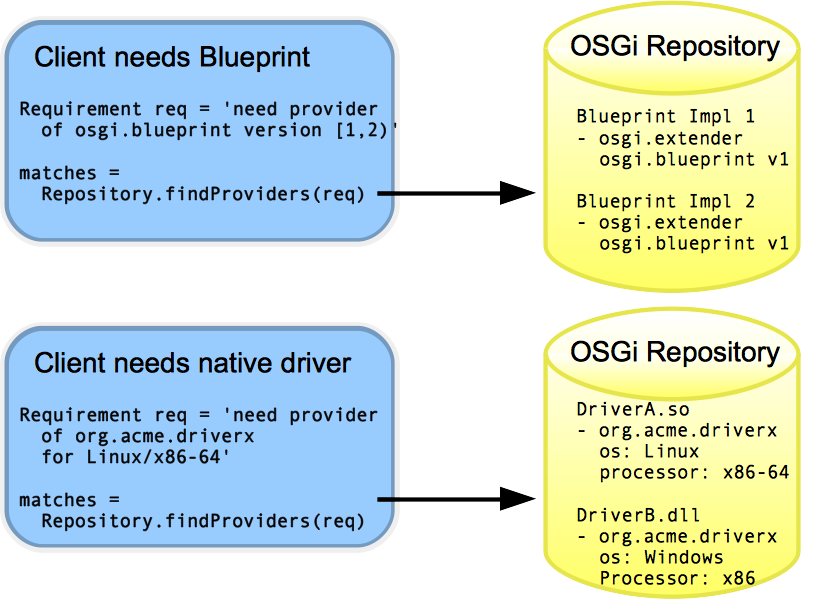 Client needs Blueprint
Requirement req = 'need provider
of osgi.blueprint version [1,2)'
matches =
Repository.findProviders(req)
OSGi Repository
Blueprint Impl 1
- osgi.extender
osgi.blueprint v1
Blueprint Impl 2
- osgi.extender
osgi.blueprint v1
Client needs native driver
Requirement req = 'need provider
of org.acme.driverx
for Linux/x86-64'
matches =
Repository.findProviders(req)
OSGi Repository
DriverA.so
- org.acme.driverx
os: Linux
processor: x86-64
DriverB.dll
- org.acme.driverx
os: Windows
Processor: x86